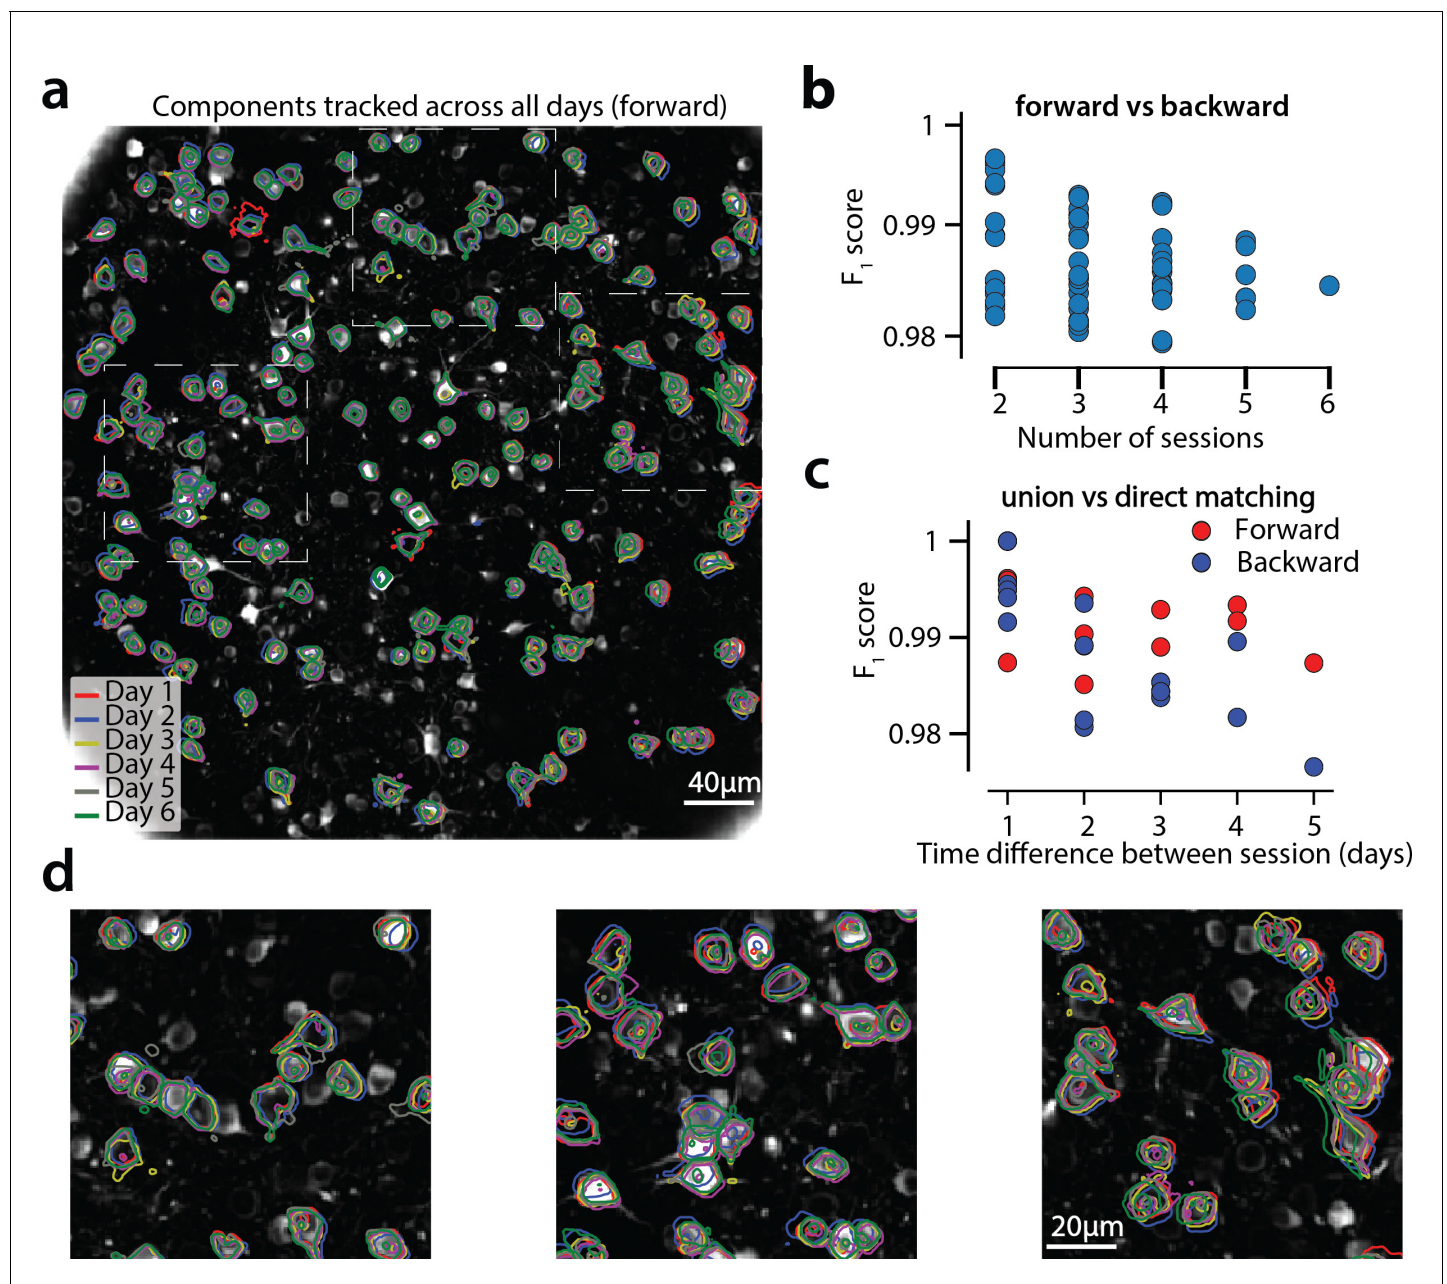 a
Components tracked across all days (forward)
Day 1
Day 2
Day 3
Day 4
Day 5
Day 6
40µm
b
forward vs backward
F1 score
1
0.99
0.98
2 3 4 5 6
Number of sessions
c
union vs direct matching
Forward
Backward
F1 score
1
0.99
0.98
1 2 3 4 5
Time difference between session (days)
d
20µm